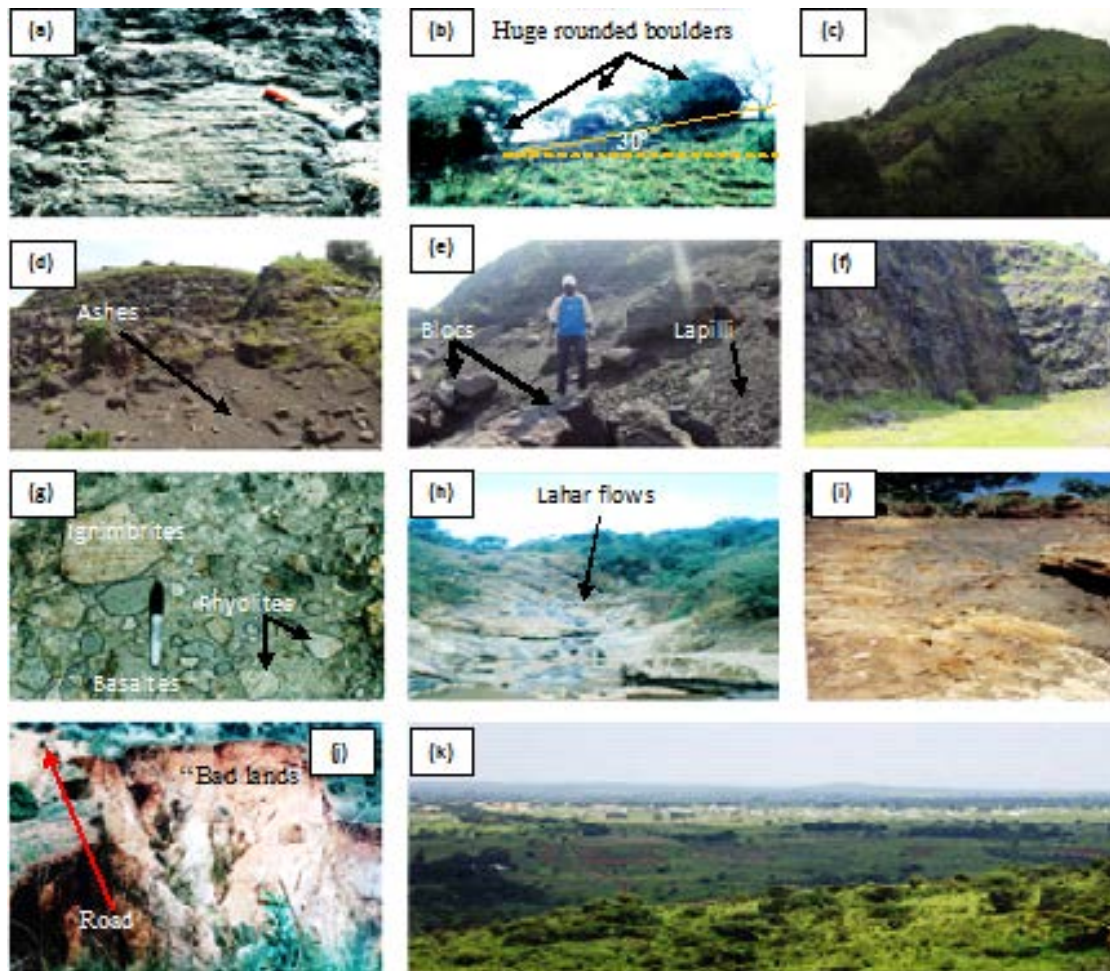 (a)
(b)
Huge rounded boulders
30°
(c)
(d)
Ashes
(e)
Blocs
Lapilli
(f)
(g)
Ignimbrites
Rhyolites
Basaltes
(h)
Lahar flows
(i)
(j)
“Bad lands
Road
(k)